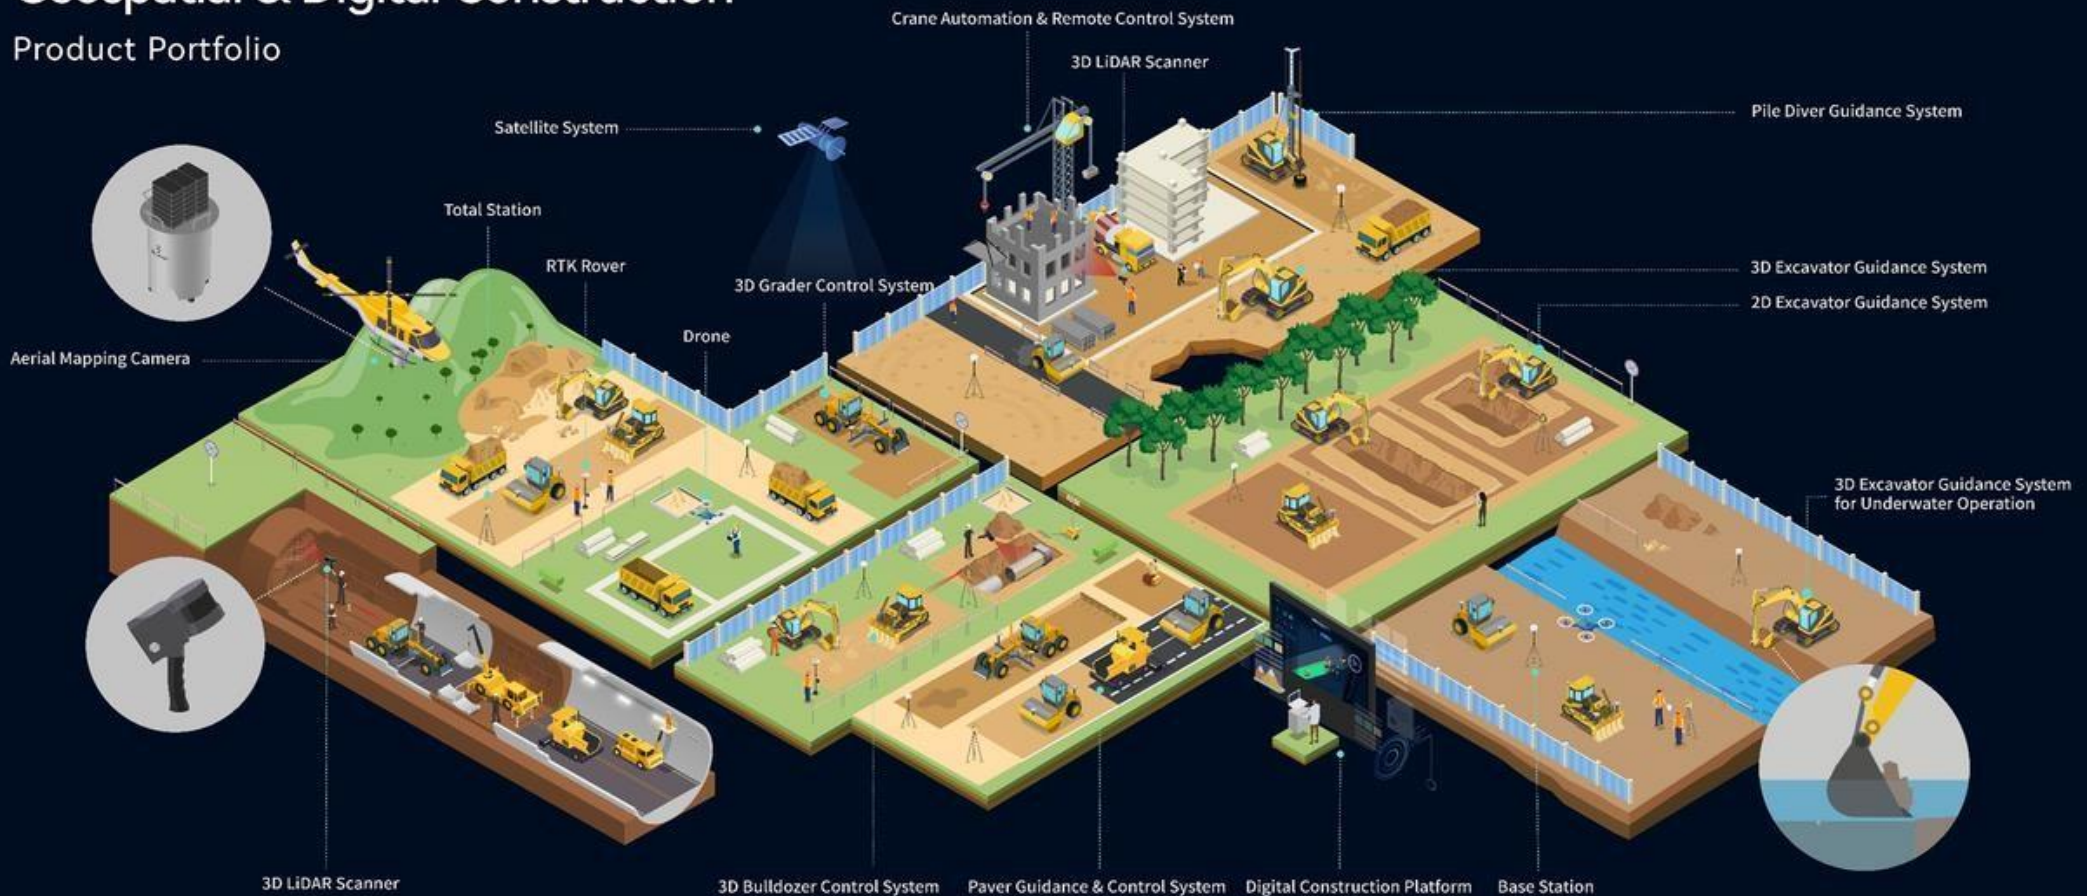 Geospatial & Digital Construction
Product Portfolio
Crane Automation & Remote Control System
3D LiDAR Scanner
Pile Diver Guidance System
Satellite System
Total Station
RTK Rover
3D Grader Control System
Drone
Aerial Mapping Camera
3D Excavator Guidance System
2D Excavator Guidance System
3D Excavator Guidance System
for Underwater Operation
3D LiDAR Scanner
3D Bulldozer Control System
Paver Guidance & Control System
Digital Construction Platform
Base Station